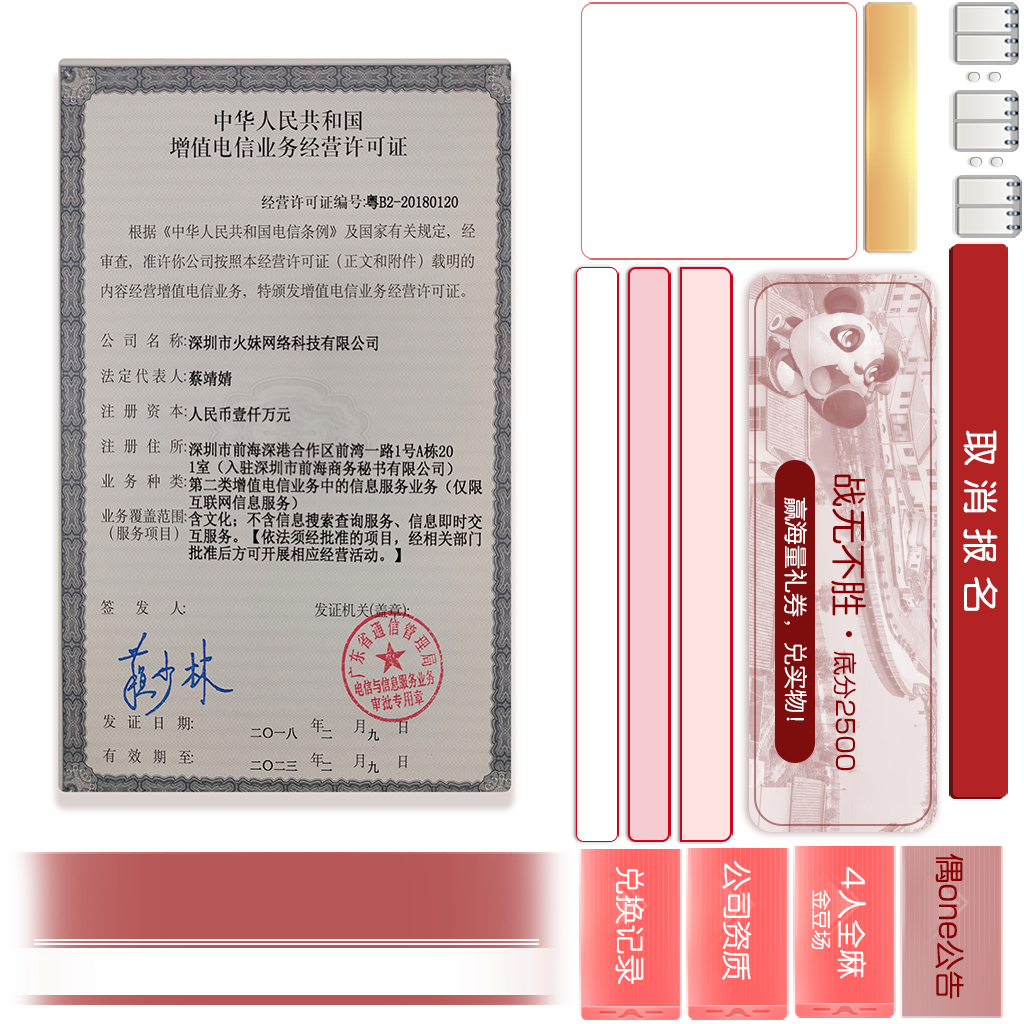 中华人民共和国
增值电信业务经营许可证
经营许可证编号:粤B2-20180120
根据《中华人民共和国电信条例》及国家有关规定，经
审查，准许你公司按照本经营许可证（正文和附件）载明的
内容经营增值电信业务，特颁发增值电信业务经营许可证。
公司名称:深圳市火妹网络科技有限公司
法定代表人:蔡靖婧
注册资本:人民币壹仟万元
注册住所:深圳市前海深港合作区前湾一路1号A栋20
1室（入驻深圳市前海商务秘书有限公司）
业务种类:第二类增值电信业务中的信息服务业务（仅限
互联网信息服务）
业务覆盖范围:含文化；不含信息搜索查询服务、信息即时交
（服务项目）互服务。【依法须经批准的项目，经相关部门
批准后方可开展相应经营活动。】
签发人:
发证机关(盖章):
广东省通信管理局
电信与信息服务业务
审批专用章
发证日期: 二〇一八年二月九日
有效期至: 二〇二三年二月九日
取消报名
战无不胜·底分2500
赢海量礼券，兑实物！
兑换记录
公司资质
4人全麻
金豆场
偶one公告